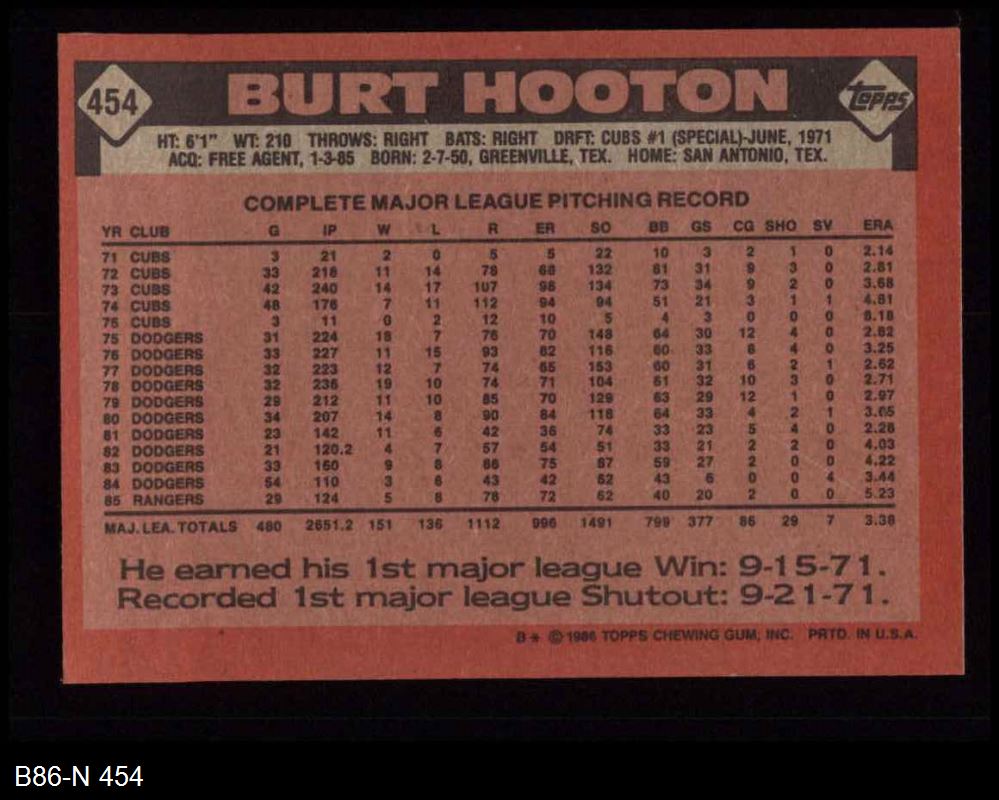 454 BURT HOOTON topps
HT: 6'1" WT: 210 THROWS: RIGHT BATS: RIGHT DRFT: CUBS #1 (SPECIAL)-JUNE, 1971
ACQ: FREE AGENT, 1-3-85 BORN: 2-7-50, GREENVILLE, TEX. HOME: SAN ANTONIO, TEX.
COMPLETE MAJOR LEAGUE PITCHING RECORD
YR CLUB G IP W L R ER SO BB GS CG SHO SV ERA
71 CUBS 3 21 2 0 5 5 22 10 3 2 1 0 2.14
72 CUBS 33 218 11 14 78 68 132 81 31 9 3 0 2.81
73 CUBS 42 240 14 17 107 98 134 73 34 9 2 0 3.68
74 CUBS 48 176 7 11 112 94 94 51 21 3 1 1 4.81
75 CUBS 3 11 0 2 12 10 5 4 3 0 0 0 8.18
75 DODGERS 31 224 18 7 76 70 148 64 30 12 4 0 2.82
76 DODGERS 33 227 11 15 93 82 116 60 33 8 4 0 3.25
77 DODGERS 32 223 12 7 74 65 153 60 31 6 2 1 2.62
78 DODGERS 32 236 19 10 74 71 104 61 32 10 3 0 2.71
79 DODGERS 29 212 11 10 85 70 129 63 29 12 1 0 2.97
80 DODGERS 34 207 14 8 90 84 118 64 33 4 2 1 3.65
81 DODGERS 23 142 11 6 42 36 74 33 23 5 4 0 2.28
82 DODGERS 21 120.2 4 7 57 54 51 33 21 2 2 0 4.03
83 DODGERS 33 160 9 8 86 75 87 59 27 2 0 0 4.22
84 DODGERS 54 110 3 6 43 42 62 43 6 0 0 4 3.44
85 RANGERS 29 124 5 8 78 72 62 40 20 2 0 0 5.23
MAJ. LEA. TOTALS 480 2651.2 151 136 1112 996 1491 799 377 86 29 7 3.38
He earned his 1st major league Win: 9-15-71.
Recorded 1st major league Shutout: 9-21-71.
B* © 1986 TOPPS CHEWING GUM, INC. PRTD. IN U.S.A.
B86-N 454